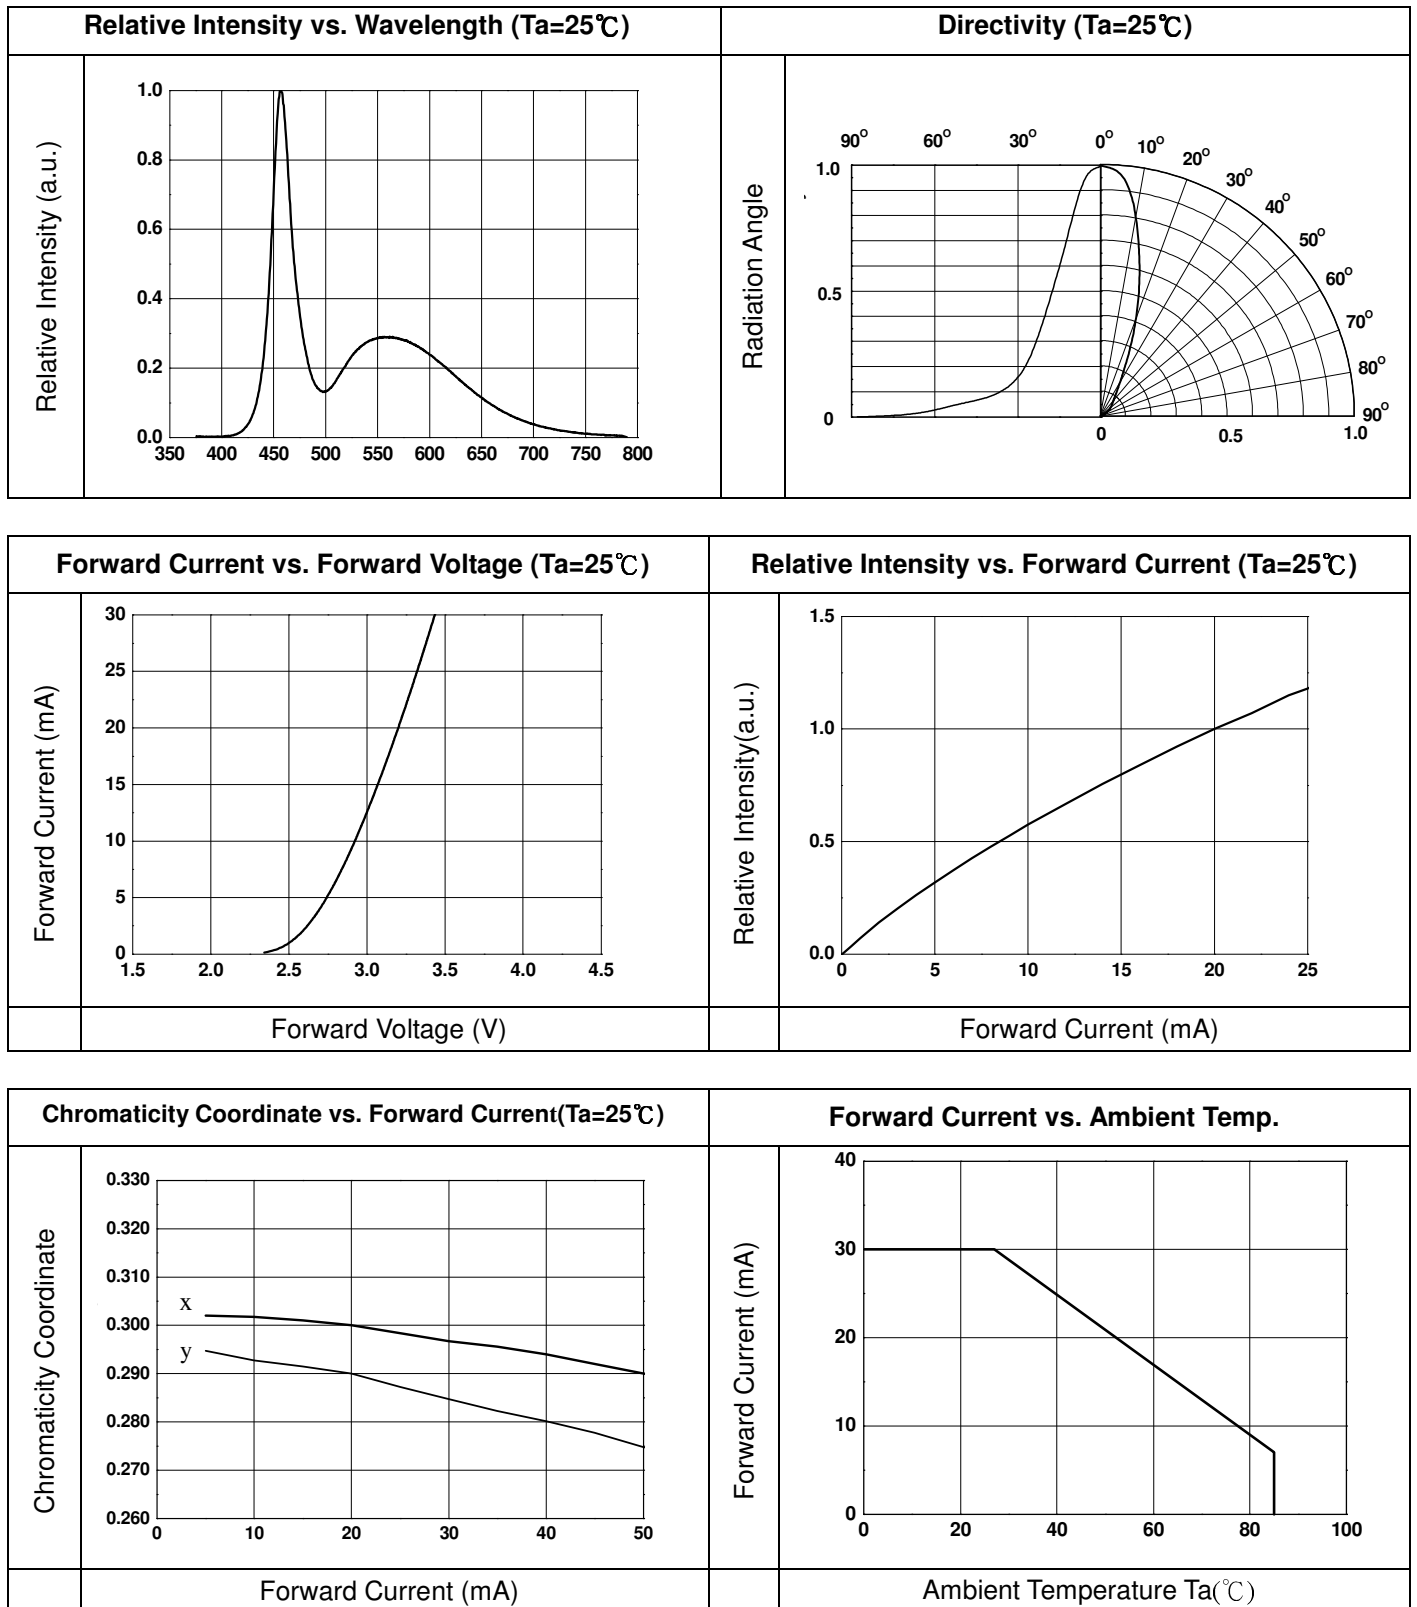 Relative Intensity vs. Wavelength (Ta=25℃)
Directivity (Ta=25℃)
Relative Intensity (a.u.)
1.0
0.8
0.6
0.4
0.2
0.0
350 400 450 500 550 600 650 700 750 800
Radiation Angle
90° 60° 30° 0° 10° 20° 30° 40° 50° 60° 70° 80° 90°
1.0
0.5
0
0 0.5 1.0
Forward Current vs. Forward Voltage (Ta=25℃)
Relative Intensity vs. Forward Current (Ta=25℃)
Forward Current (mA)
30
25
20
15
10
5
0
1.5 2.0 2.5 3.0 3.5 4.0 4.5
Forward Voltage (V)
Relative Intensity(a.u.)
1.5
1.0
0.5
0.0
0 5 10 15 20 25
Forward Current (mA)
Chromaticity Coordinate vs. Forward Current(Ta=25℃)
Forward Current vs. Ambient Temp.
Chromaticity Coordinate
0.330
0.320
0.310
0.300
0.290
0.280
0.270
0.260
x
y
0 10 20 30 40 50
Forward Current (mA)
Forward Current (mA)
40
30
20
10
0
0 20 40 60 80 100
Ambient Temperature Ta(℃)